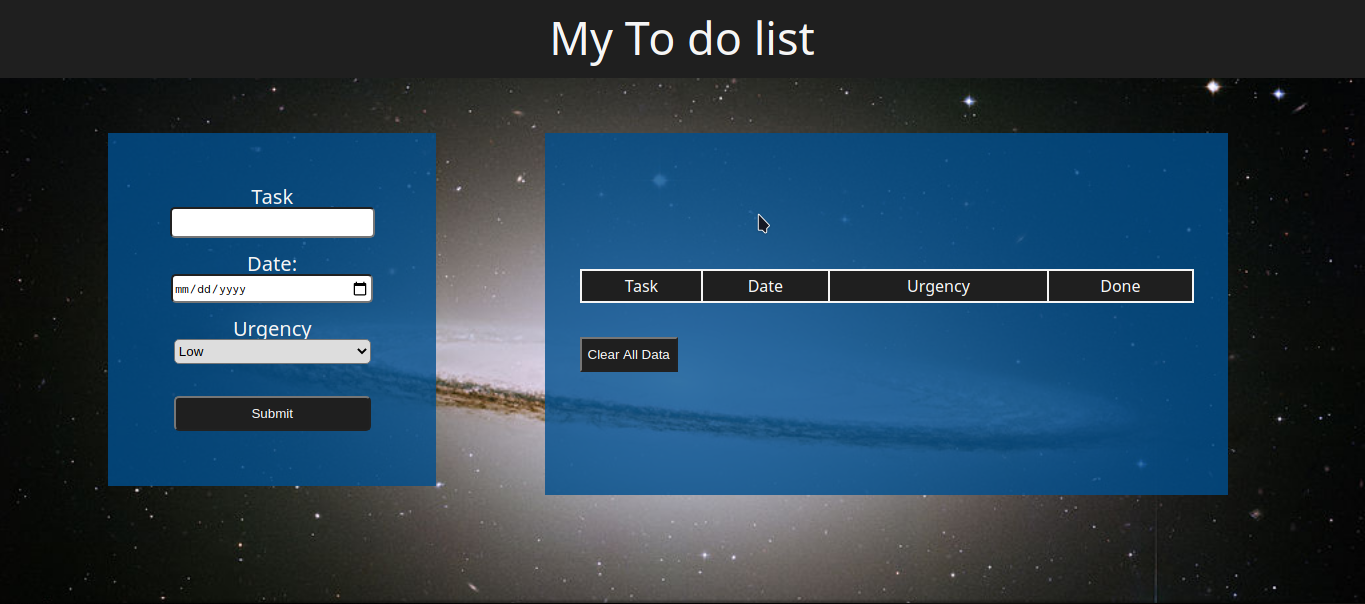 My To do list
Task
Date:
mm/dd/yyyy
Urgency
Low
Submit
Task Date Urgency Done
Clear All Data